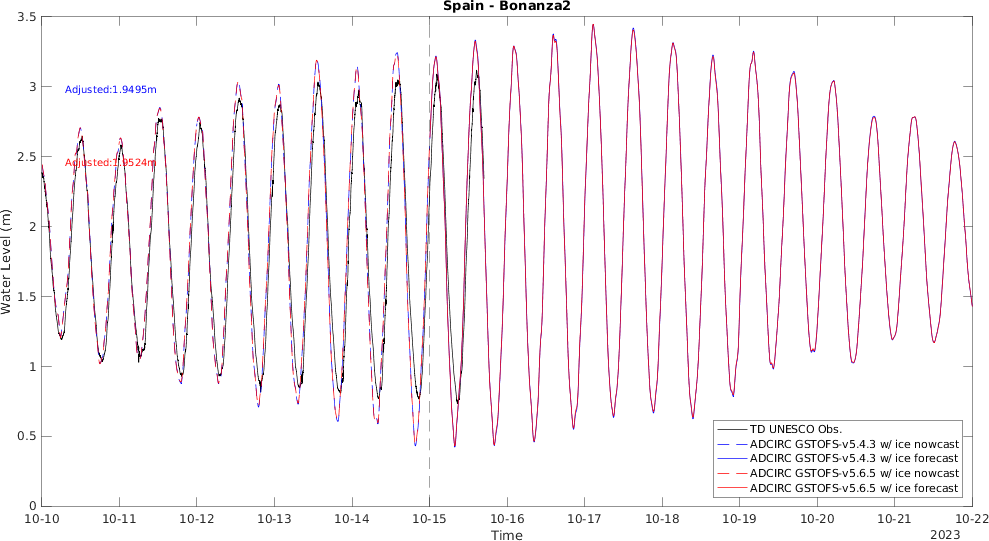 Spain - Bonanza2
3.5
3
2.5
2
1.5
1
0.5
0
Water Level (m)
Adjusted:1.9495m
Adjusted:1.9524m
TD UNESCO Obs.
ADCIRC GSTOFS-v5.4.3 w/ ice nowcast
ADCIRC GSTOFS-v5.4.3 w/ ice forecast
ADCIRC GSTOFS-v5.6.5 w/ ice nowcast
ADCIRC GSTOFS-v5.6.5 w/ ice forecast
10-10 10-11 10-12 10-13 10-14 10-15 10-16 10-17 10-18 10-19 10-20 10-21 10-22
Time
2023